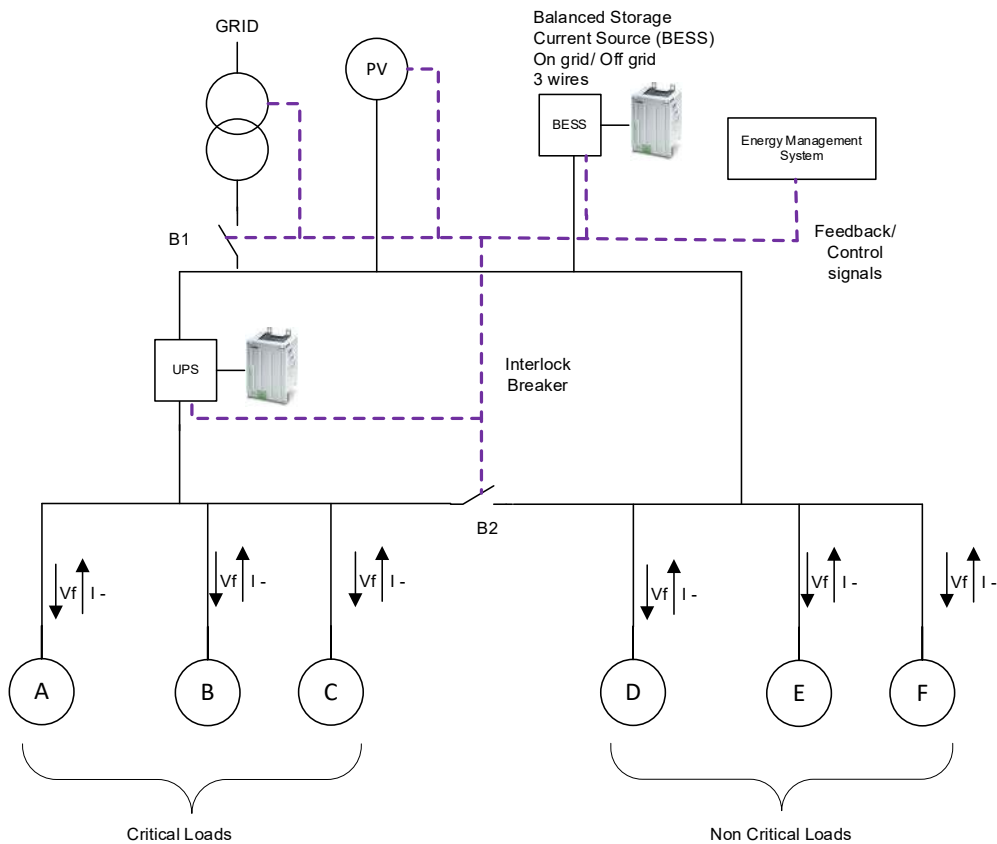 GRID
Balanced Storage
Current Source (BESS)
On grid/ Off grid
3 wires
PV
BESS
Energy Management
System
B1
Feedback/
Control
signals
UPS
Interlock
Breaker
B2
Vf I -
Vf I -
Vf I -
Vf I -
Vf I -
Vf I -
A
B
C
D
E
F
Critical Loads
Non Critical Loads